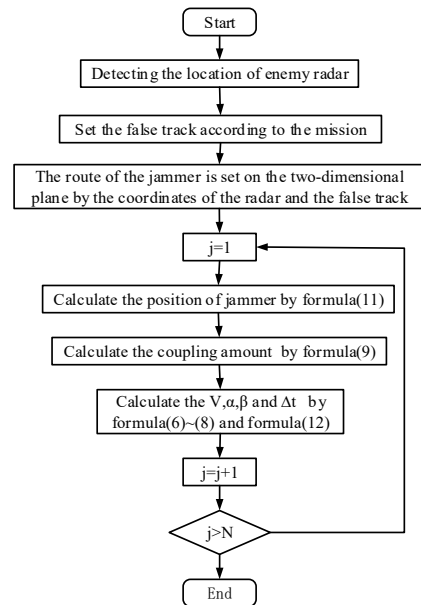 Start
Detecting the location of enemy radar
Set the false track according to the mission
The route of the jammer is set on the two-dimensional
plane by the coordinates of the radar and the false track
j=1
Calculate the position of jammer by formula(11)
Calculate the coupling amount by formula(9)
Calculate the V,α,β and Δt by
formula(6)~(8) and formula(12)
j=j+1
j>N
End